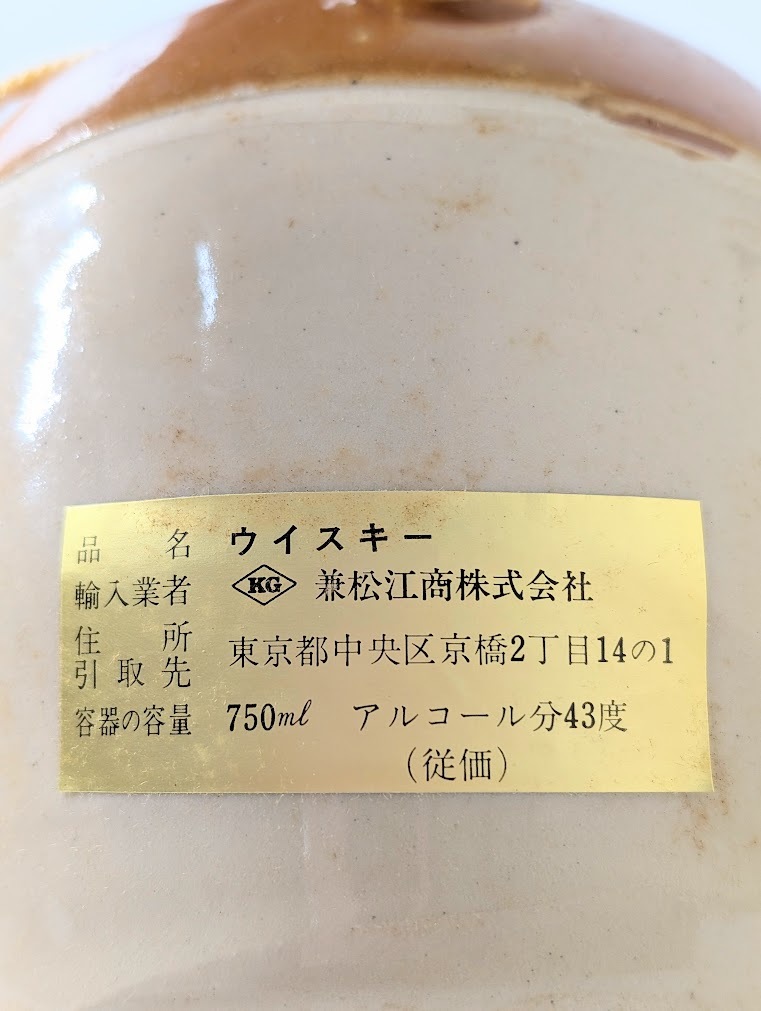 品名 ウイスキー
輸入業者 KG 兼松江商株式会社
住所
引取先 東京都中央区京橋2丁目14の1
容器の容量 750ml アルコール分43度
(従価)